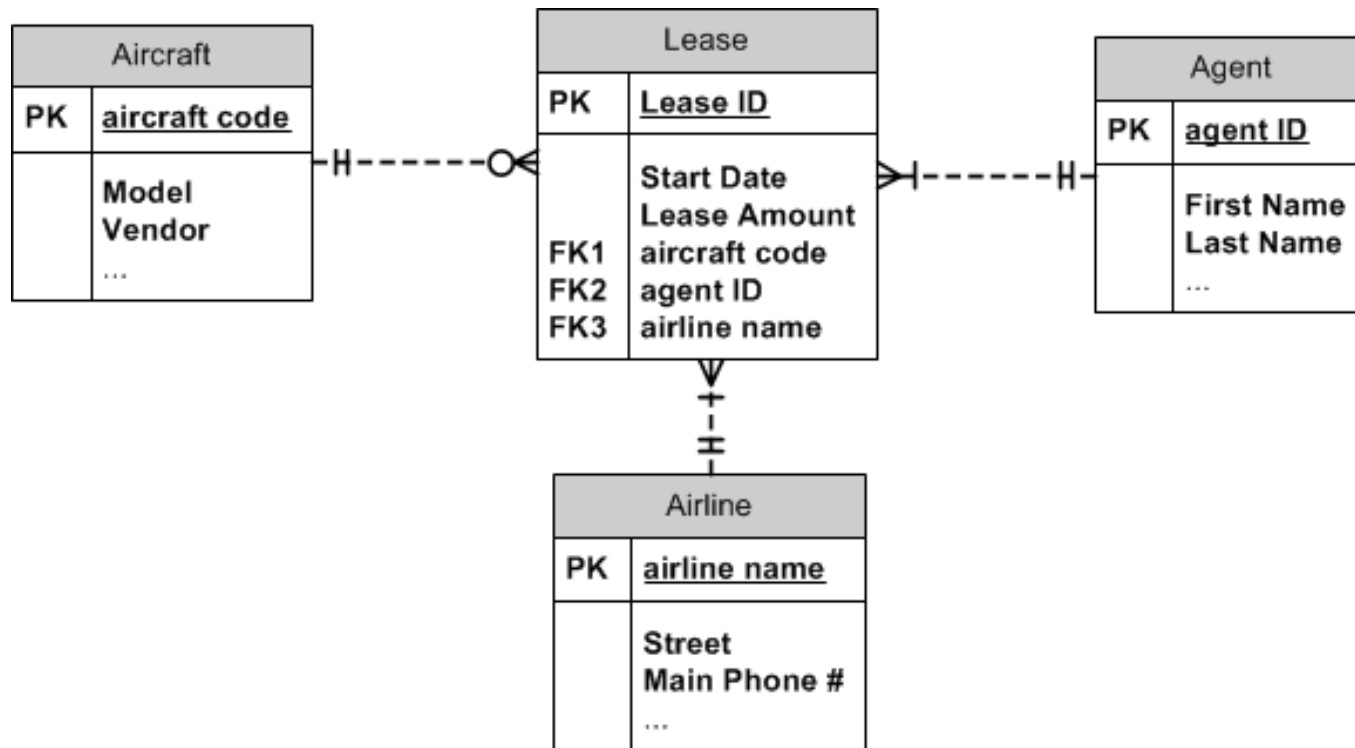 Aircraft
PK aircraft code
Model
Vendor
...
Lease
PK Lease ID
Start Date
Lease Amount
FK1 aircraft code
FK2 agent ID
FK3 airline name
Agent
PK agent ID
First Name
Last Name
...
Airline
PK airline name
Street
Main Phone #
...